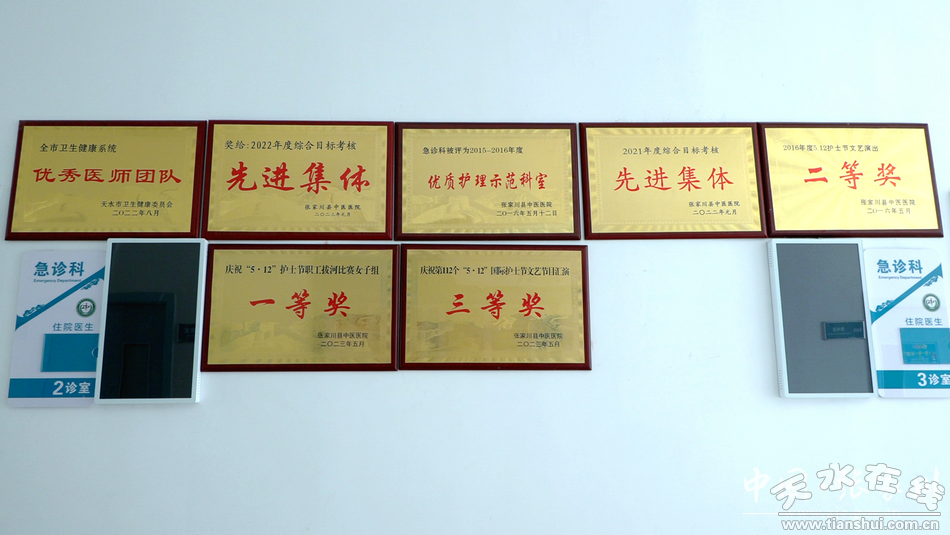 全市卫生健康系统
优秀医师团队
天水市卫生健康委员会
二〇二二年八月
奖给:2022年度综合目标考核
先进集体
张家川县中医医院
二〇二三年元月
急诊科被评为2015-2016年度
优质护理示范科室
张家川县中医医院
二〇一六年五月十二日
2021年度综合目标考核
先进集体
张家川县中医医院
二〇二二年元月
2016年度5.12护士节文艺演出
二等奖
张家川县中医医院
二〇一六年五月
庆祝“5·12”护士节职工拔河比赛女子组
一等奖
张家川县中医医院
二〇二三年五月
庆祝第112个“5·12”国际护士节文艺节目汇演
三等奖
张家川县中医医院
二〇二三年五月
急诊科
Emergency Department
住院医生
2诊室
急诊科
Emergency Department
住院医生
3诊室
天水在线
www.tianshui.com.cn